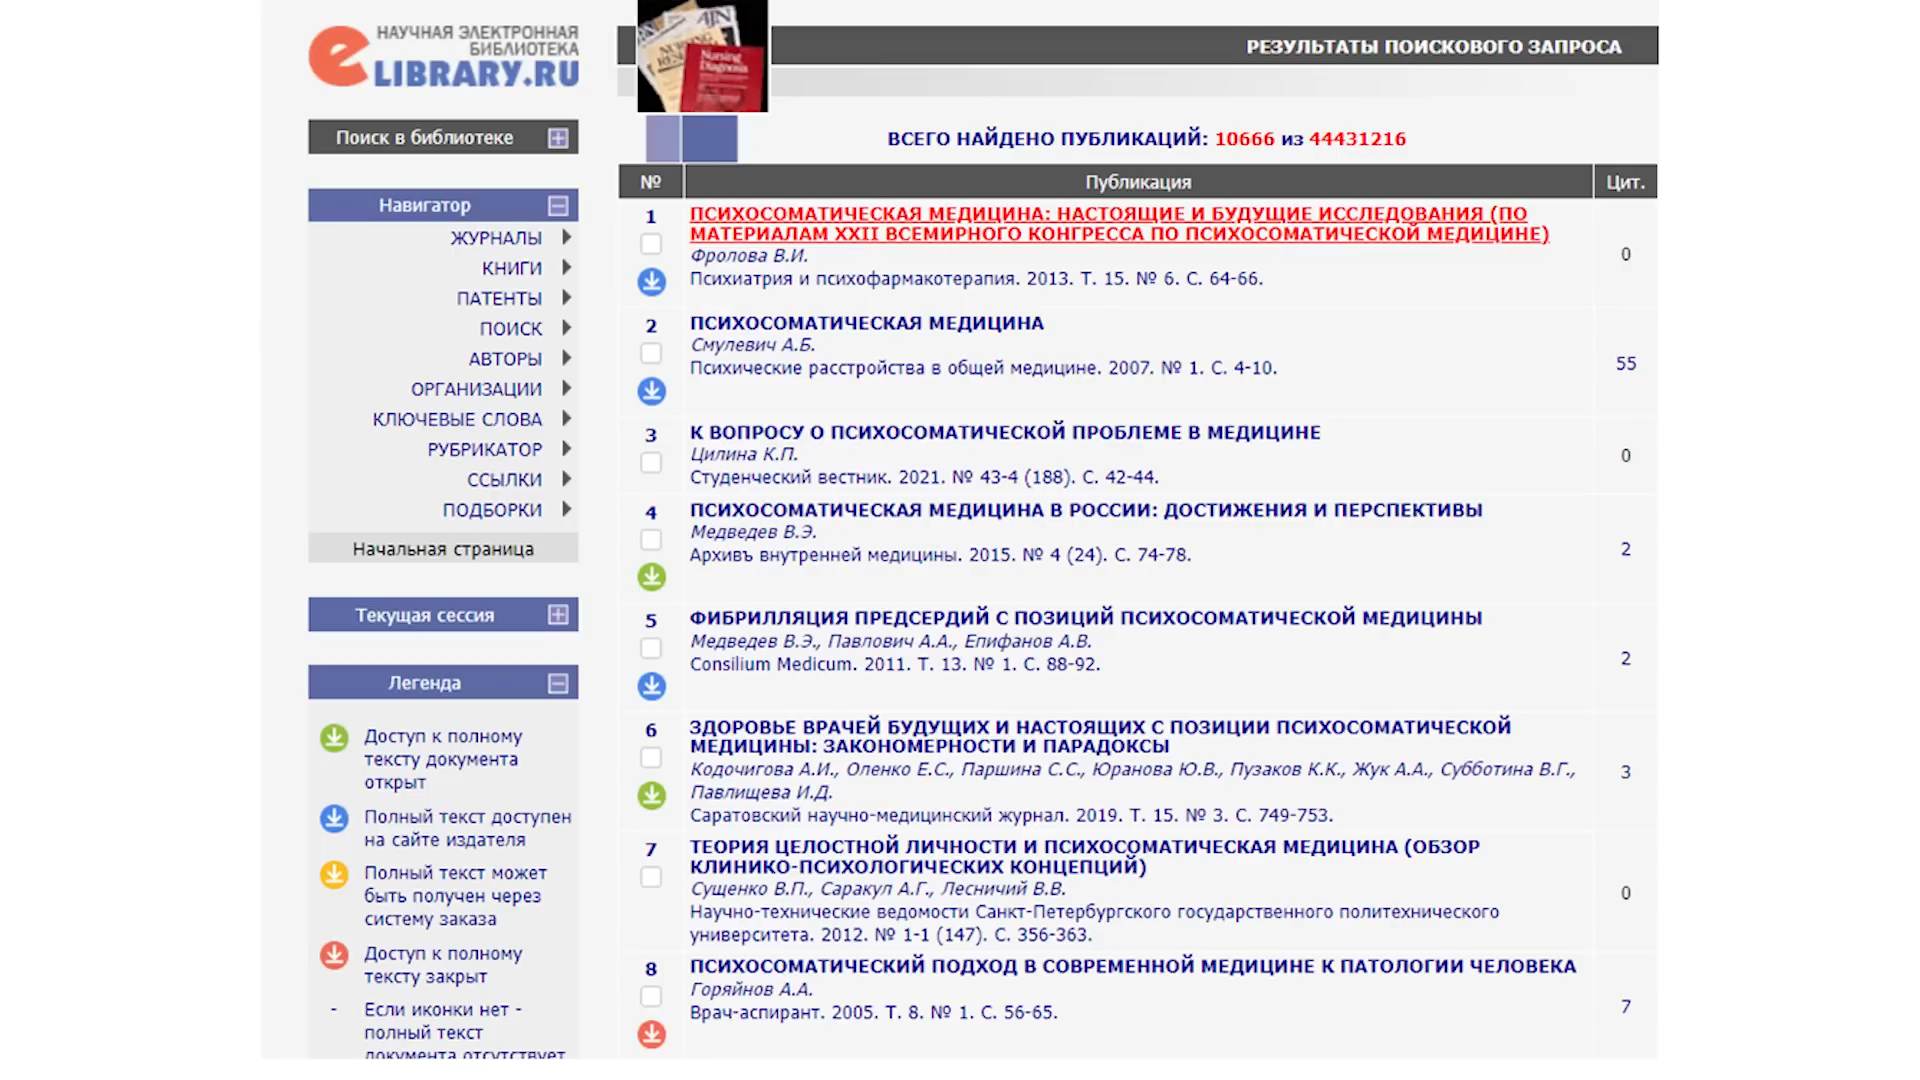 НАУЧНАЯ ЭЛЕКТРОННАЯ
БИБЛИОТЕКА
eLIBRARY.RU
AJN
Nursing
Diagnosis
РЕЗУЛЬТАТЫ ПОИСКОВОГО ЗАПРОСА
Поиск в библиотеке
Навигатор
ЖУРНАЛЫ
КНИГИ
ПАТЕНТЫ
ПОИСК
АВТОРЫ
ОРГАНИЗАЦИИ
КЛЮЧЕВЫЕ СЛОВА
РУБРИКАТОР
ССЫЛКИ
ПОДБОРКИ
Начальная страница
Текущая сессия
Легенда
Доступ к полному
тексту документа
открыт
Полный текст доступен
на сайте издателя
Полный текст может
быть получен через
систему заказа
Доступ к полному
тексту закрыт
- Если иконки нет -
полный текст
документа отсутствует
ВСЕГО НАЙДЕНО ПУБЛИКАЦИЙ: 10666 из 44431216
№ Публикация Цит.
1 ПСИХОСОМАТИЧЕСКАЯ МЕДИЦИНА: НАСТОЯЩИЕ И БУДУЩИЕ ИССЛЕДОВАНИЯ (ПО
МАТЕРИАЛАМ XXII ВСЕМИРНОГО КОНГРЕССА ПО ПСИХОСОМАТИЧЕСКОЙ МЕДИЦИНЕ)
Фролова В.И.
Психиатрия и психофармакотерапия. 2013. Т. 15. № 6. С. 64-66.
0
2 ПСИХОСОМАТИЧЕСКАЯ МЕДИЦИНА
Смулевич А.Б.
Психические расстройства в общей медицине. 2007. № 1. С. 4-10.
55
3 К ВОПРОСУ О ПСИХОСОМАТИЧЕСКОЙ ПРОБЛЕМЕ В МЕДИЦИНЕ
Цилина К.П.
Студенческий вестник. 2021. № 43-4 (188). С. 42-44.
0
4 ПСИХОСОМАТИЧЕСКАЯ МЕДИЦИНА В РОССИИ: ДОСТИЖЕНИЯ И ПЕРСПЕКТИВЫ
Медведев В.Э.
Архивъ внутренней медицины. 2015. № 4 (24). С. 74-78.
2
5 ФИБРИЛЛЯЦИЯ ПРЕДСЕРДИЙ С ПОЗИЦИЙ ПСИХОСОМАТИЧЕСКОЙ МЕДИЦИНЫ
Медведев В.Э., Павлович А.А., Епифанов А.В.
Consilium Medicum. 2011. Т. 13. № 1. С. 88-92.
2
6 ЗДОРОВЬЕ ВРАЧЕЙ БУДУЩИХ И НАСТОЯЩИХ С ПОЗИЦИИ ПСИХОСОМАТИЧЕСКОЙ
МЕДИЦИНЫ: ЗАКОНОМЕРНОСТИ И ПАРАДОКСЫ
Кодочигова А.И., Оленко Е.С., Паршина С.С., Юранова Ю.В., Пузаков К.К., Жук А.А., Субботина В.Г.,
Павлищева И.Д.
Саратовский научно-медицинский журнал. 2019. Т. 15. № 3. С. 749-753.
3
7 ТЕОРИЯ ЦЕЛОСТНОЙ ЛИЧНОСТИ И ПСИХОСОМАТИЧЕСКАЯ МЕДИЦИНА (ОБЗОР
КЛИНИКО-ПСИХОЛОГИЧЕСКИХ КОНЦЕПЦИЙ)
Сущенко В.П., Саракул А.Г., Лесничий В.В.
Научно-технические ведомости Санкт-Петербургского государственного политехнического
университета. 2012. № 1-1 (147). С. 356-363.
0
8 ПСИХОСОМАТИЧЕСКИЙ ПОДХОД В СОВРЕМЕННОЙ МЕДИЦИНЕ К ПАТОЛОГИИ ЧЕЛОВЕКА
Горяйнов А.А.
Врач-аспирант. 2005. Т. 8. № 1. С. 56-65.
7